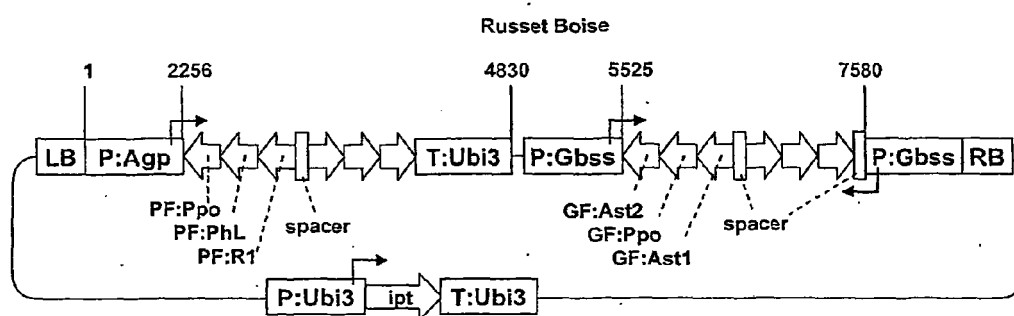 Russet Boise
1 2256 4830 5525 7580
LB P:Agp T:Ubi3 P:Gbss P:Gbss RB
PF:Ppo spacer GF:Ast2 spacer
PF:PhL GF:Ppo
PF:R1 GF:Ast1
P:Ubi3 ipt T:Ubi3